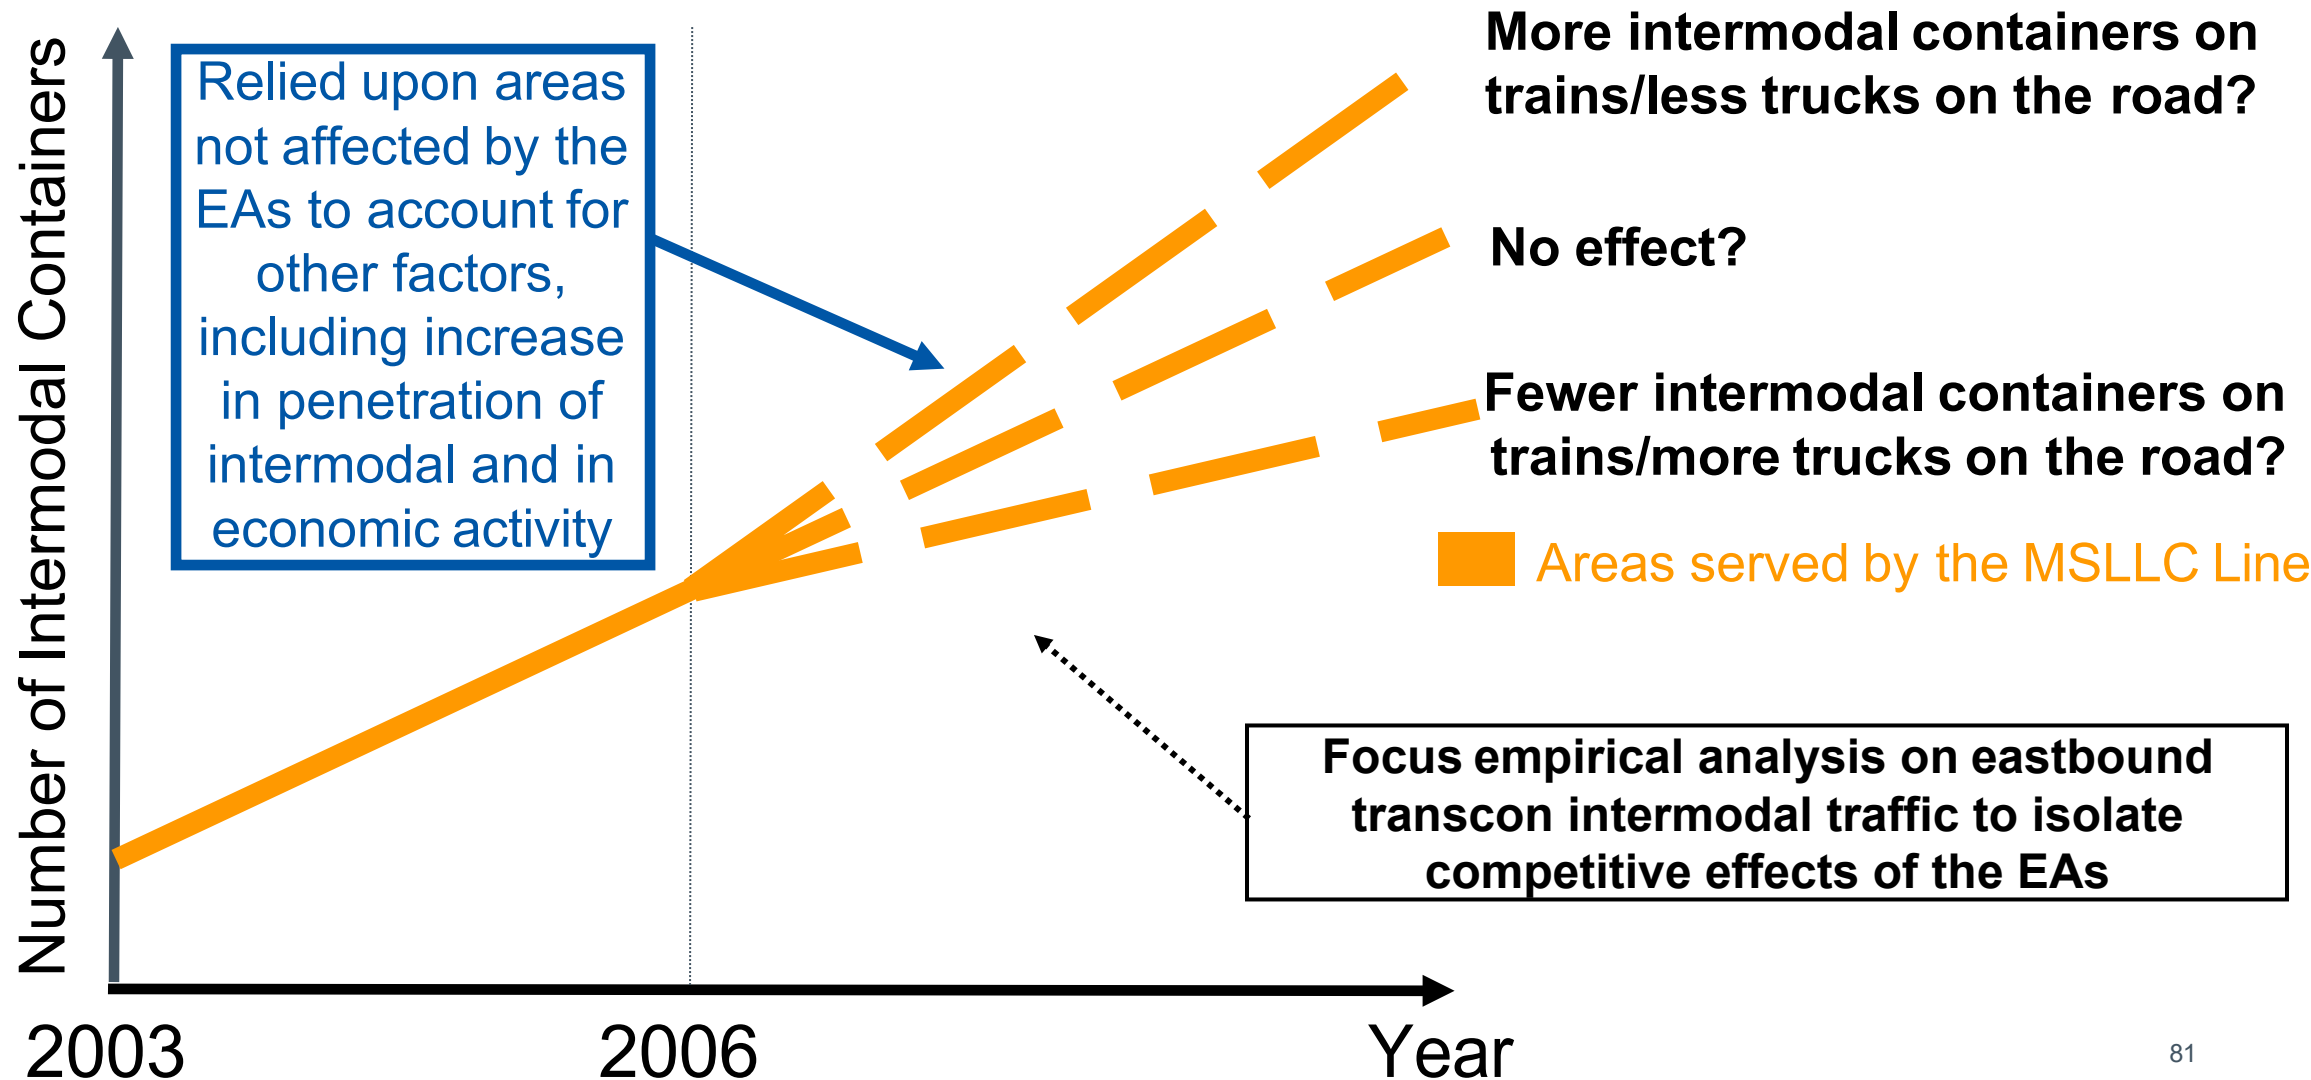 Number of Intermodal Containers
Relied upon areas
not affected by the
EAs to account for
other factors,
including increase
in penetration of
intermodal and in
economic activity
More intermodal containers on
trains/less trucks on the road?
No effect?
Fewer intermodal containers on
trains/more trucks on the road?
Areas served by the MSLLC Line
Focus empirical analysis on eastbound
transcon intermodal traffic to isolate
competitive effects of the EAs
2003
2006
Year
81